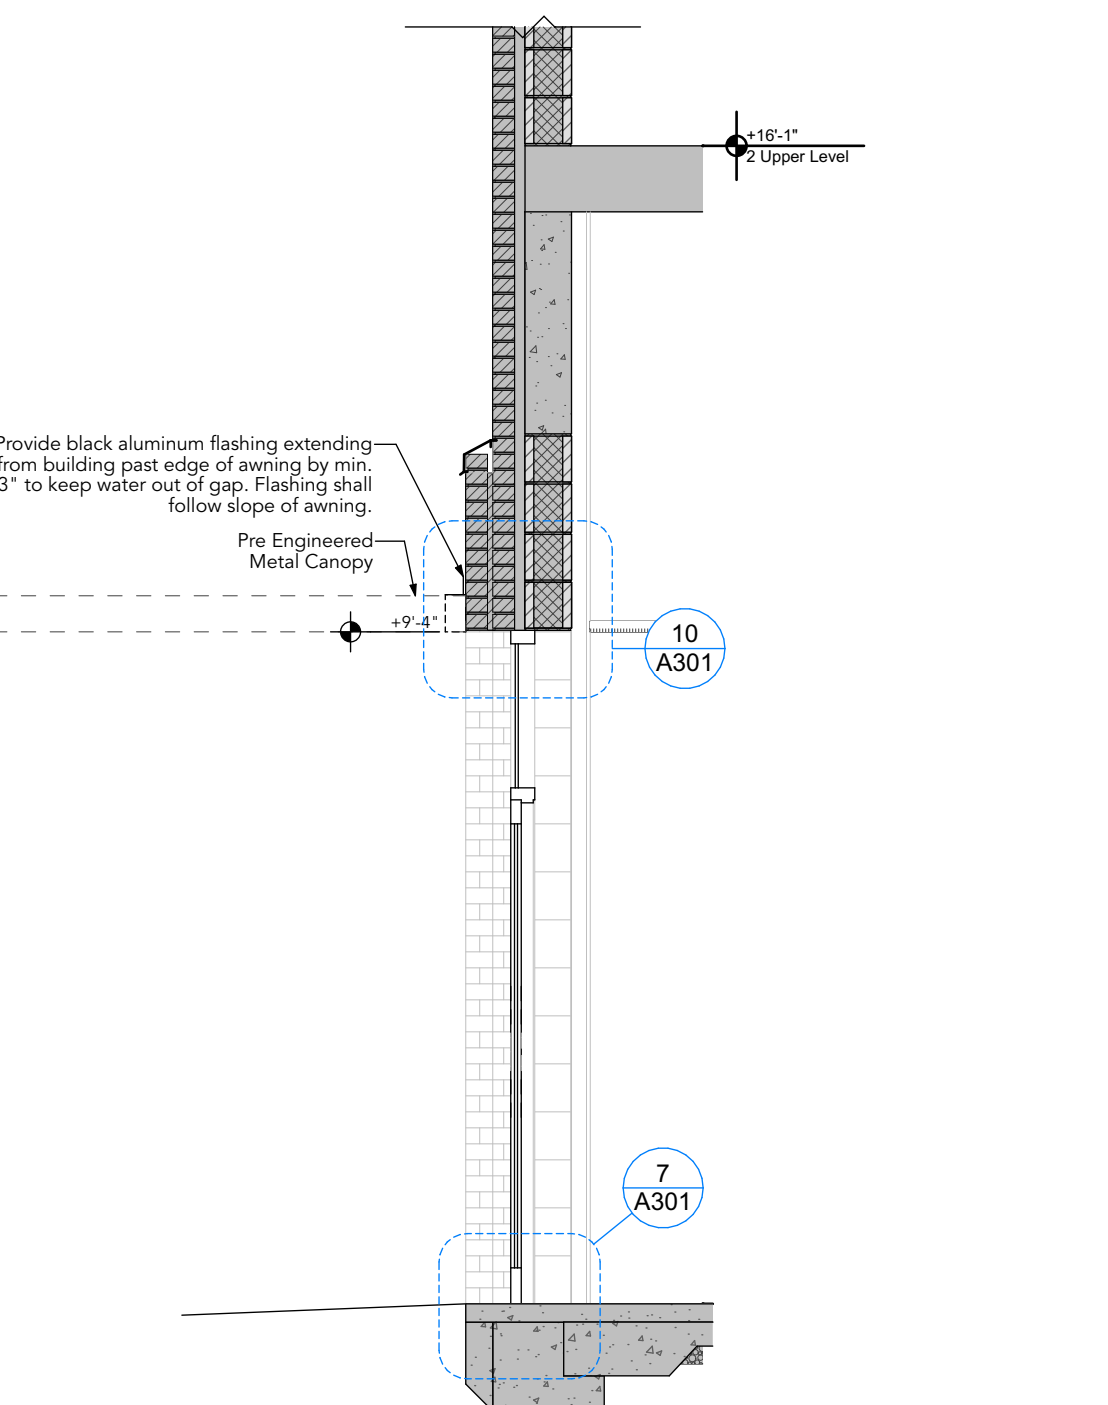 +16'-1"
2 Upper Level
Provide black aluminum flashing extending
from building past edge of awning by min.
3" to keep water out of gap. Flashing shall
follow slope of awning.
Pre Engineered
Metal Canopy
+9'-4"
10
A301
7
A301